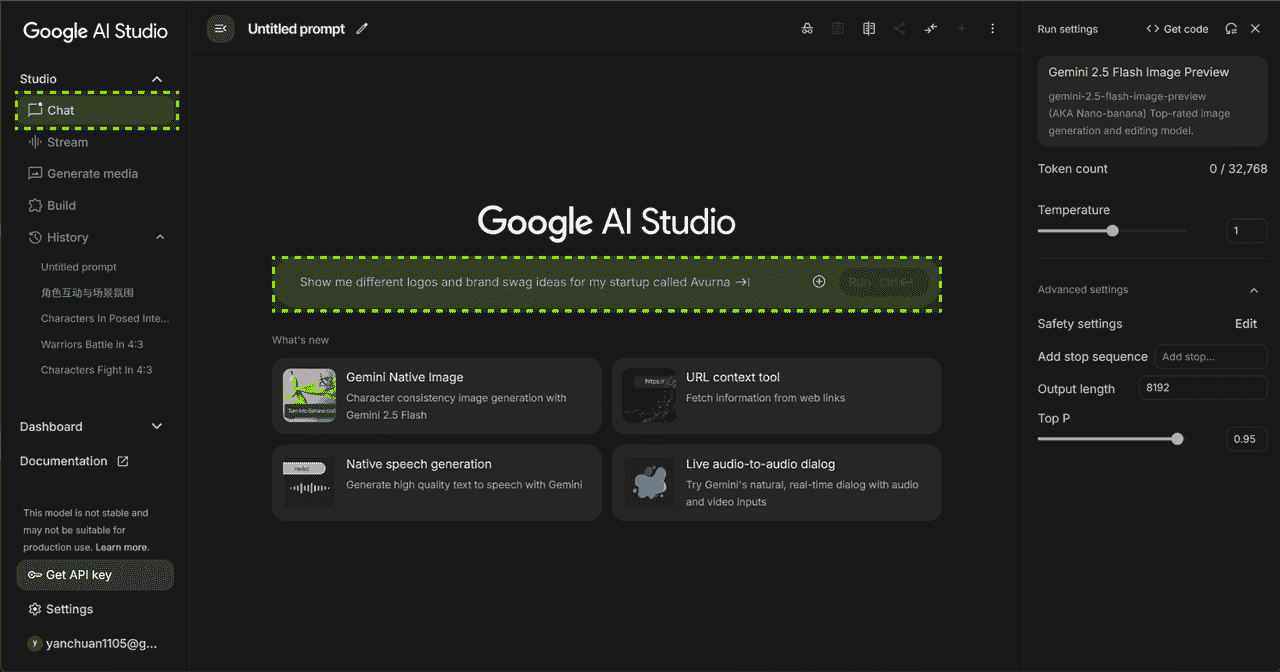 Google AI Studio
Studio
Chat
Stream
Generate media
Build
History
Untitled prompt
角色互动与场景氛围
Characters In Posed Inte...
Warriors Battle in 4:3
Characters Fight In 4:3
Dashboard
Documentation
This model is not stable and
may not be suitable for
production use. Learn more.
Get API key
Settings
y yanchuan1105@g...
Untitled prompt
Google AI Studio
Show me different logos and brand swag ideas for my startup called Avurna
Run Ctrl
What's new
Gemini Native Image
Character consistency image generation with
Gemini 2.5 Flash
Turn into Banana
URL context tool
Fetch information from web links
https://
Native speech generation
Generate high quality text to speech with Gemini
Hello!
Live audio-to-audio dialog
Try Gemini's natural, real-time dialog with audio
and video inputs
Run settings
<> Get code
Gemini 2.5 Flash Image Preview
gemini-2.5-flash-image-preview
(AKA Nano-banana) Top-rated image
generation and editing model.
Token count 0 / 32,768
Temperature
1
Advanced settings
Safety settings Edit
Add stop sequence Add stop...
Output length 8192
Top P
0.95